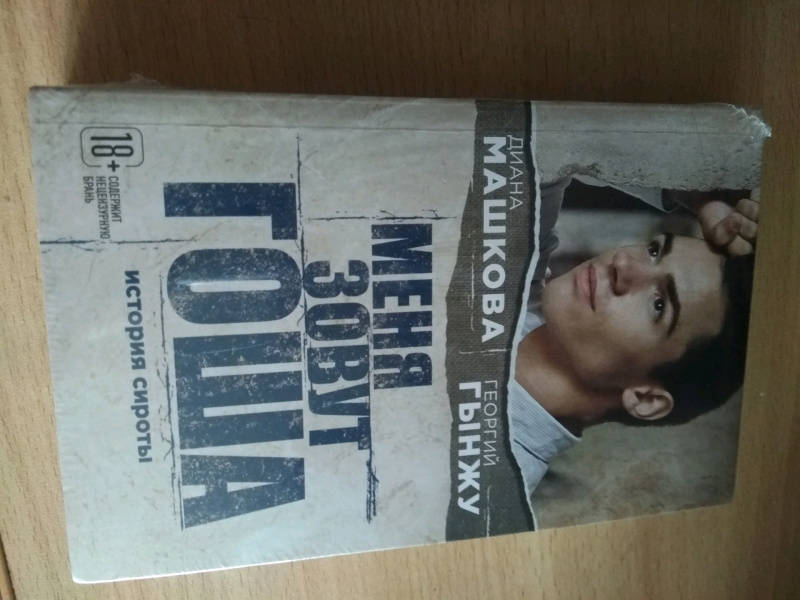 ДИАНА
МАШКОВА
ГЕОРГИЙ
ГЫНЖУ
МЕНЯ
ЗОВУТ
ГОША
история сироты
18+
СОДЕРЖИТ
НЕЦЕНЗУРНУЮ
БРАНЬ